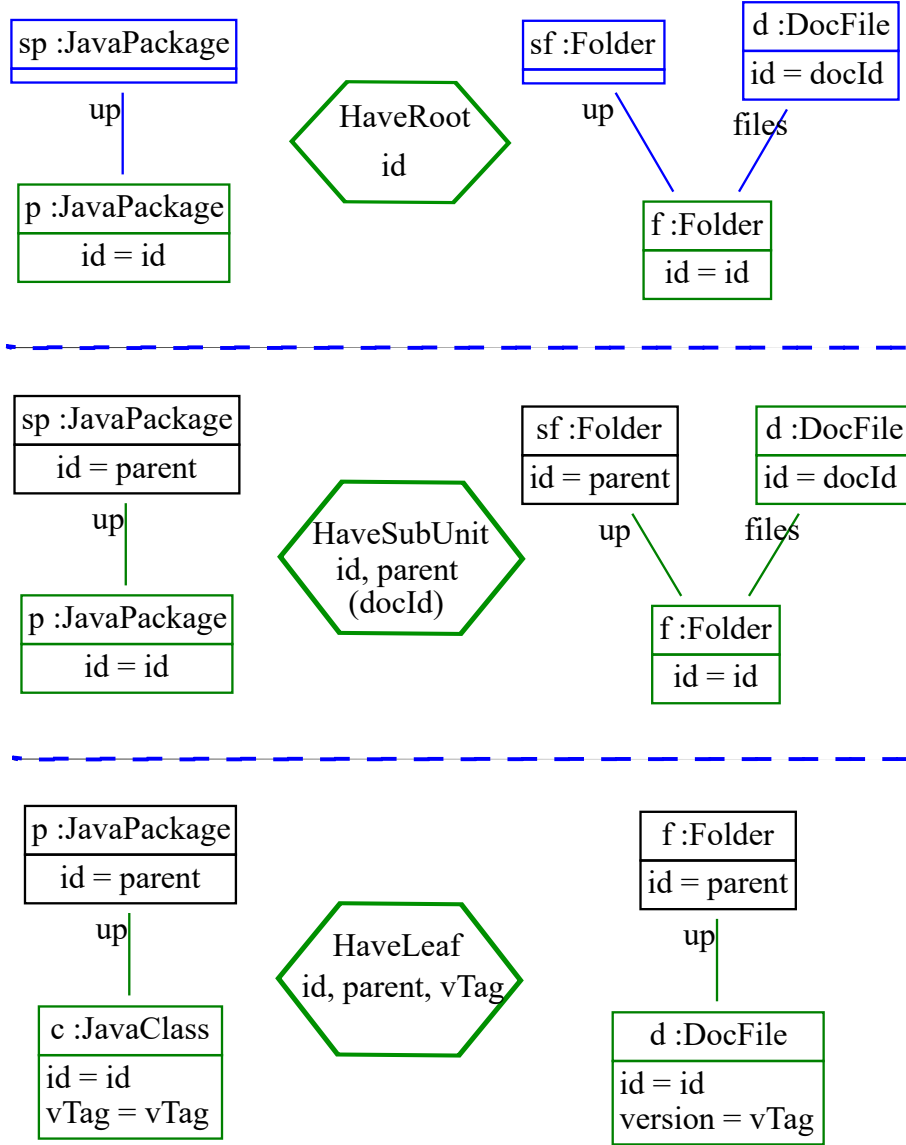 sp :JavaPackage
up
p :JavaPackage
id = id
HaveRoot
id
sf :Folder
d :DocFile
id = docId
up
files
f :Folder
id = id
sp :JavaPackage
id = parent
up
p :JavaPackage
id = id
HaveSubUnit
id, parent
(docId)
sf :Folder
id = parent
d :DocFile
id = docId
up
files
f :Folder
id = id
p :JavaPackage
id = parent
up
c :JavaClass
id = id
vTag = vTag
HaveLeaf
id, parent, vTag
f :Folder
id = parent
up
d :DocFile
id = id
version = vTag